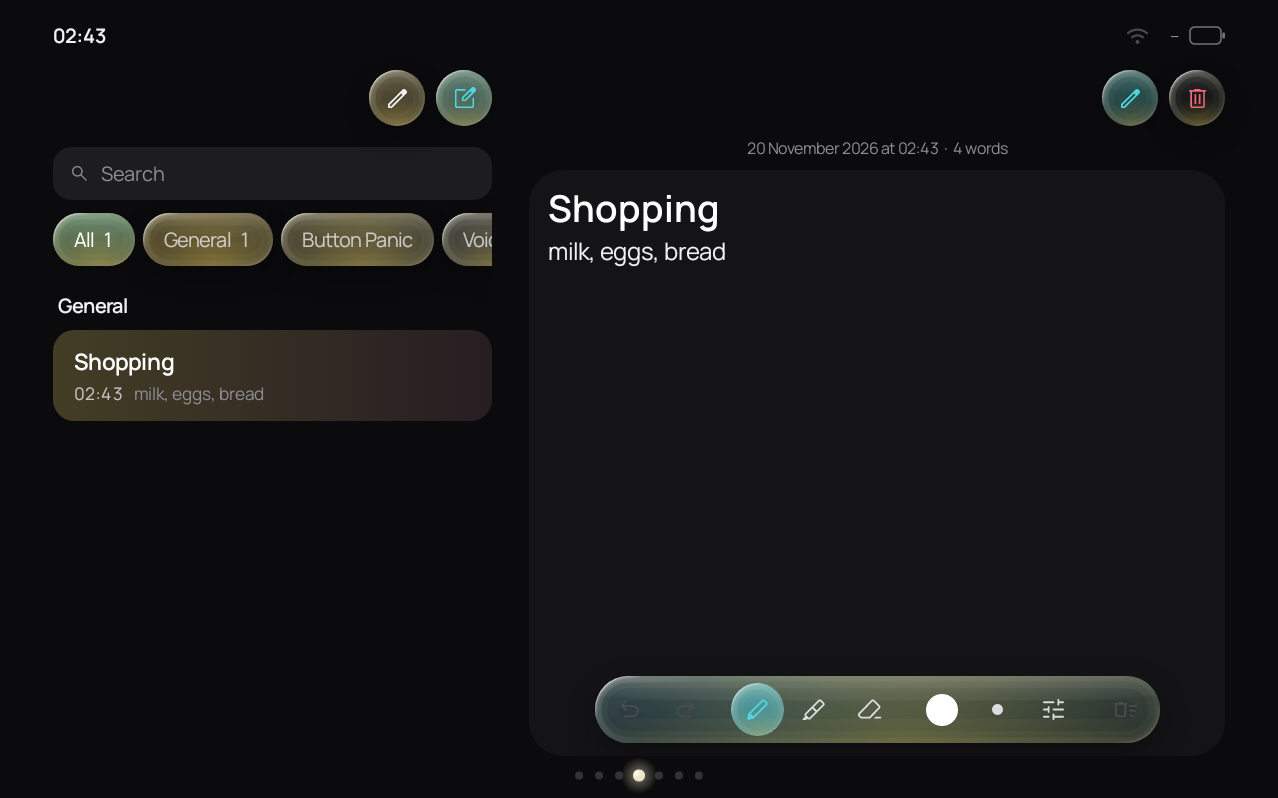 02:43
Search
All 1
General 1
Button Panic
General
Shopping
02:43 milk, eggs, bread
20 November 2026 at 02:43 · 4 words
Shopping
milk, eggs, bread